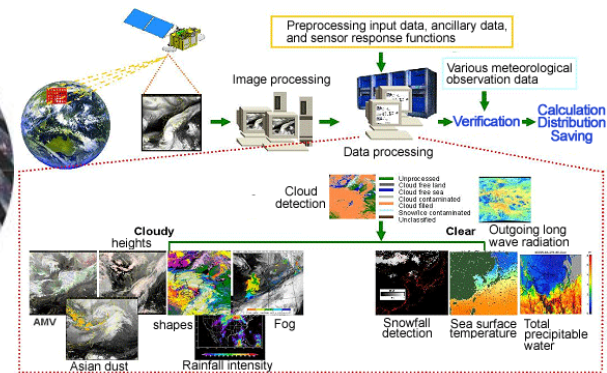 Preprocessing input data, ancillary data,
and sensor response functions
Various meteorological
observation data
Image processing
Verification
Calculation
Distribution
Saving
Data processing
Cloud
detection
Unprocessed
Cloud free land
Cloud free sea
Cloud contaminated
Cloud filled
Snow/ice contaminated
Unclassified
Outgoing long
wave radiation
Cloudy
Clear
heights
AMV
shapes
Fog
Asian dust
Rainfall intensity
Snowfall
detection
Sea surface
temperature
Total
precipitable
water